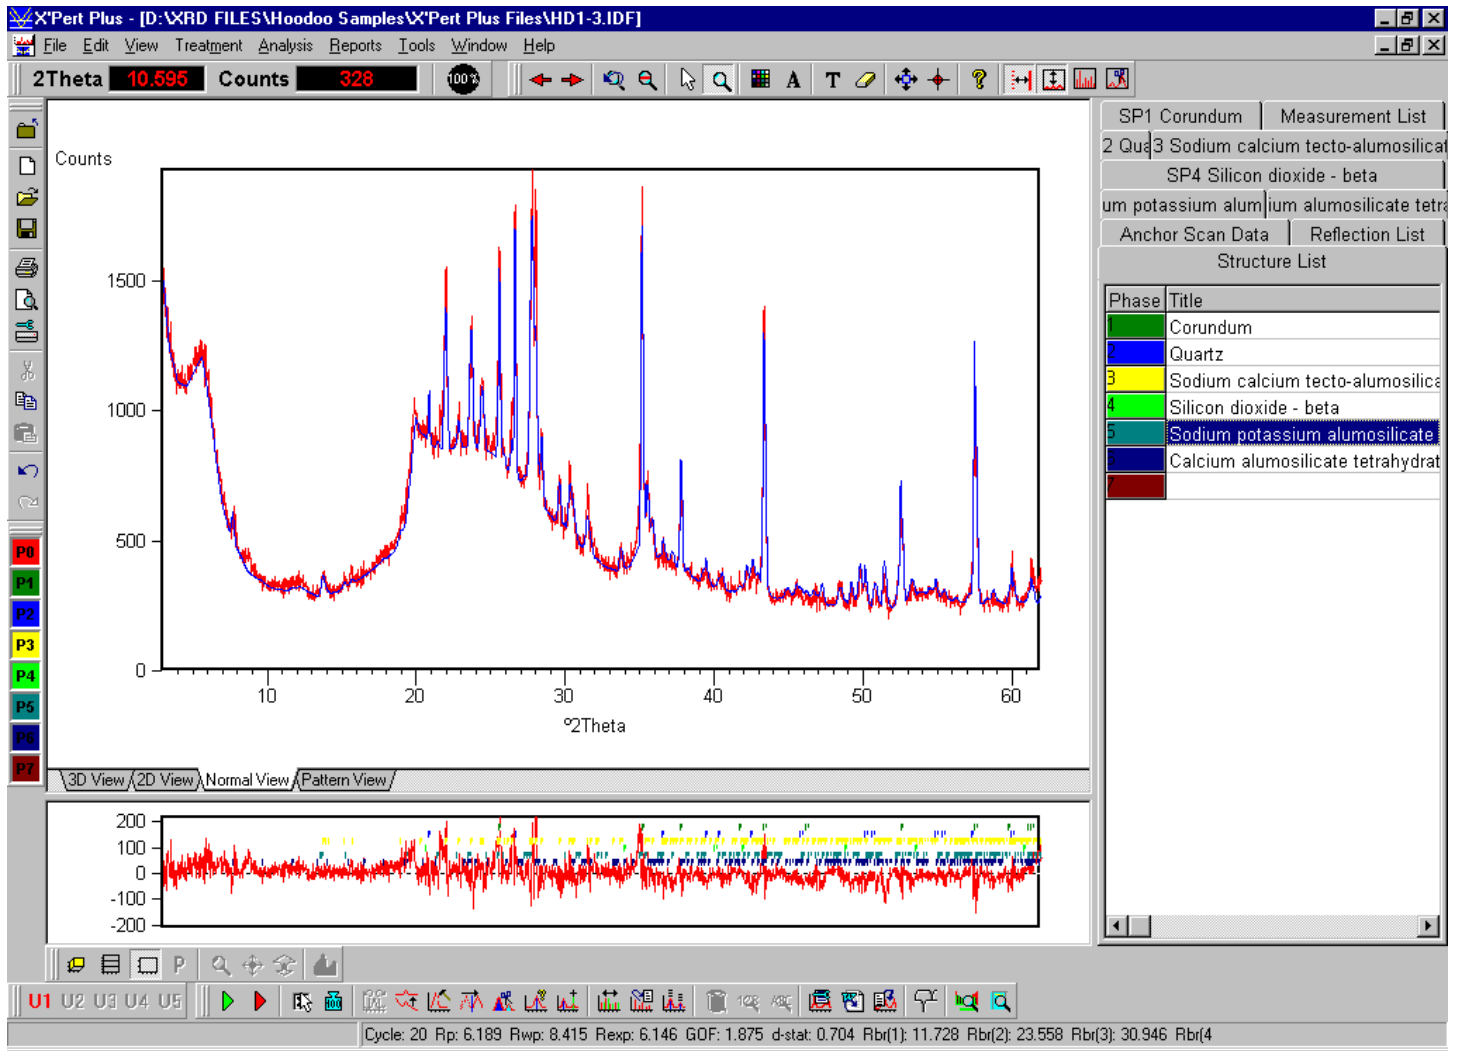 X'Pert Plus - [D:\XRD FILES\Hoodoo Samples\X'Pert Plus Files\HD1-3.IDF]
File Edit View Treatment Analysis Reports Tools Window Help
2Theta 10.595 Counts 328 100 % A T ?
SP1 Corundum Measurement List
2 Qua 3 Sodium calcium tecto-alumosilicat
SP4 Silicon dioxide - beta
um potassium alum ium alumosilicate tetra
Anchor Scan Data Reflection List
Structure List
Phase Title
1 Corundum
2 Quartz
3 Sodium calcium tecto-alumosilica
4 Silicon dioxide - beta
5 Sodium potassium alumosilicate
6 Calcium alumosilicate tetrahydrat
7
P0
P1
P2
P3
P4
P5
P6
P7
Counts
1500
1000
500
0
10 20 30 40 50 60
º2Theta
3D View 2D View Normal View Pattern View
200
100
0
-100
-200
P
U1 U2 U3 U4 U5
Cycle: 20 Rp: 6.189 Rwp: 8.415 Rexp: 6.146 GOF: 1.875 d-stat: 0.704 Rbr(1): 11.728 Rbr(2): 23.558 Rbr(3): 30.946 Rbr(4